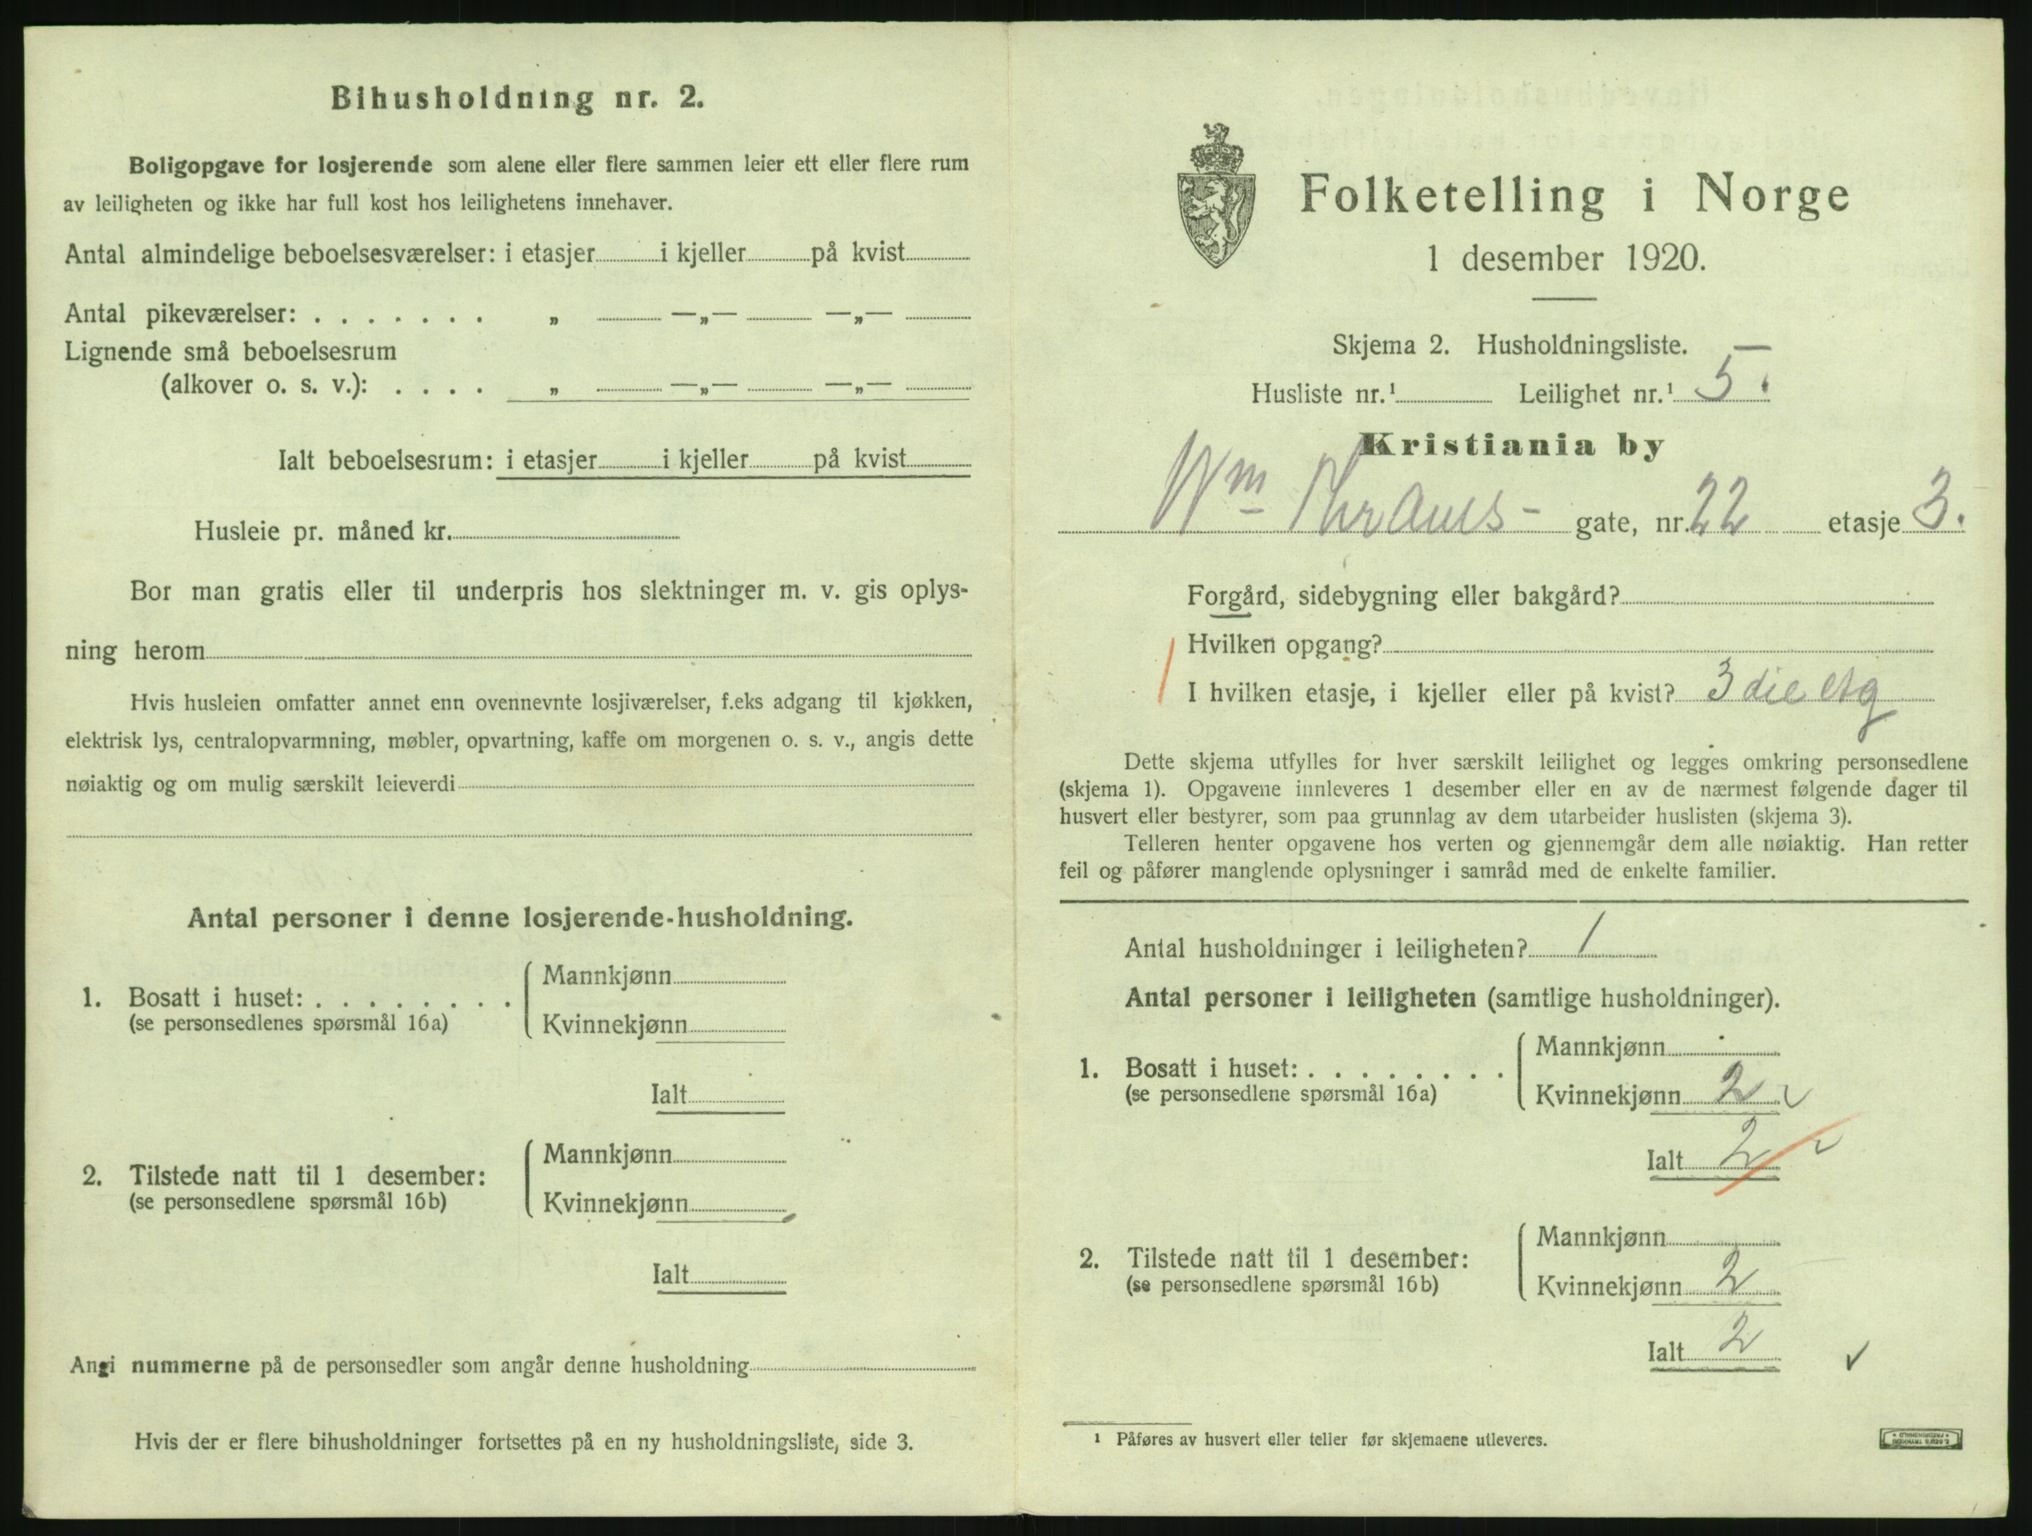 Bihusholdning nr. 2.
Boligopgave for losjerende som alene eller flere sammen leier ett eller flere rum
av leiligheten og ikke har full kost hos leilighetens innehaver.
Antal almindelige beboelsesværelser: i etasjer i kjeller på kvist
Antal pikeværelser: . . . . . . . „ —„— —„—
Lignende små beboelsesrum
(alkover o. s. v.): . . . . „ —„— —„—
Ialt beboelsesrum: i etasjer i kjeller på kvist
Husleie pr. måned kr.
Bor man gratis eller til underpris hos slektninger m. v. gis oplys-
ning herom
Hvis husleien omfatter annet enn ovennevnte losjiværelser, f.eks adgang til kjøkken,
elektrisk lys, centralopvarmning, møbler, opvartning, kaffe om morgenen o. s. v., angis dette
nøiaktig og om mulig særskilt leieverdi
Antal personer i denne losjerende-husholdning.
1. Bosatt i huset: . . . . . . . .
(se personsedlenes spørsmål 16a)
Mannkjønn
Kvinnekjønn
Ialt
2. Tilstede natt til 1 desember:
(se personsedlene spørsmål 16b)
Mannkjønn
Kvinnekjønn
Ialt
Angi nummerne på de personsedler som angår denne husholdning
Hvis der er flere bihusholdninger fortsettes på en ny husholdningsliste, side 3.
Folketelling i Norge
1 desember 1920.
Skjema 2. Husholdningsliste.
Husliste nr.¹ Leilighet nr.¹ 5.
Kristiania by
Wm Thranes- gate, nr. 22 etasje 3.
Forgård, sidebygning eller bakgård?
Hvilken opgang?
I hvilken etasje, i kjeller eller på kvist? 3die etg
Dette skjema utfylles for hver særskilt leilighet og legges omkring personsedlene
(skjema 1). Opgavene innleveres 1 desember eller en av de nærmest følgende dager til
husvert eller bestyrer, som paa grunnlag av dem utarbeider huslisten (skjema 3).
Telleren henter opgavene hos verten og gjennemgår dem alle nøiaktig. Han retter
feil og påfører manglende oplysninger i samråd med de enkelte familier.
Antal husholdninger i leiligheten? 1
Antal personer i leiligheten (samtlige husholdninger).
1. Bosatt i huset: . . . . . . . .
(se personsedlene spørsmål 16a)
Mannkjønn
Kvinnekjønn 2
Ialt 2
2. Tilstede natt til 1 desember:
(se personsedlene spørsmål 16b)
Mannkjønn
Kvinnekjønn 2
Ialt 2
¹ Påføres av husvert eller teller før skjemaene utleveres.